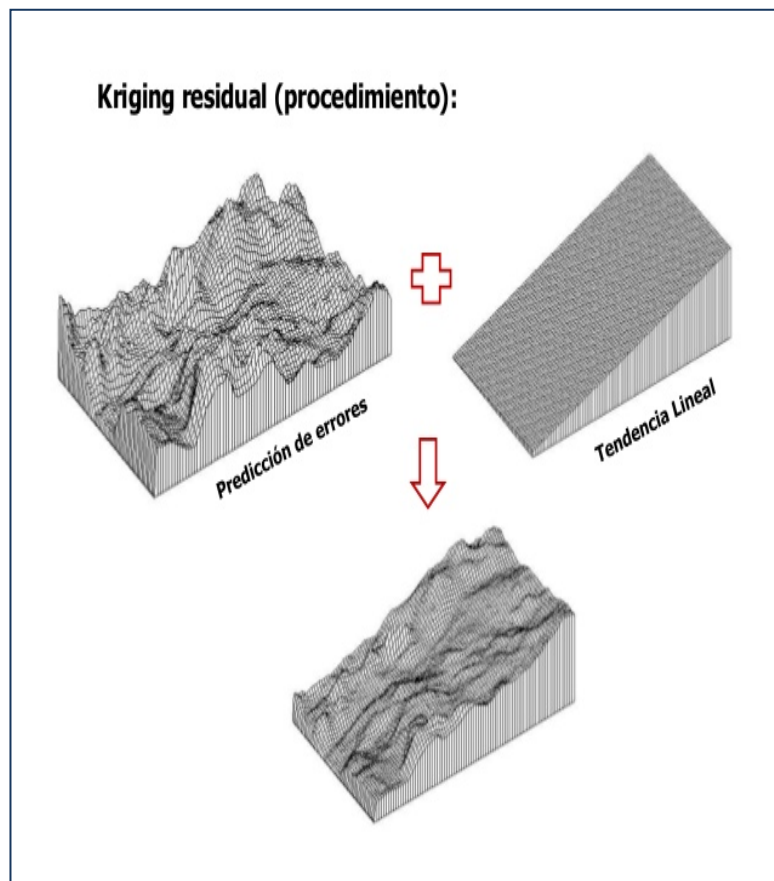 Kriging residual (procedimiento):
Predicción de errores
Tendencia Lineal